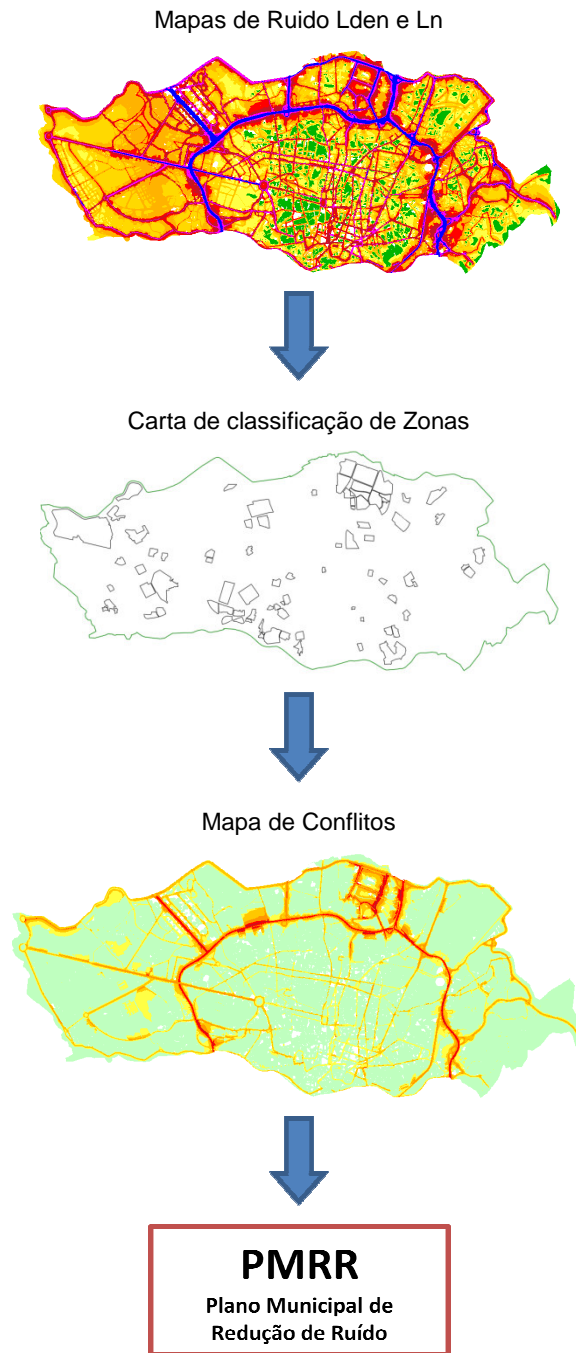 Mapas de Ruido Lden e Ln
Carta de classificação de Zonas
Mapa de Conflitos
PMRR
Plano Municipal de
Redução de Ruído